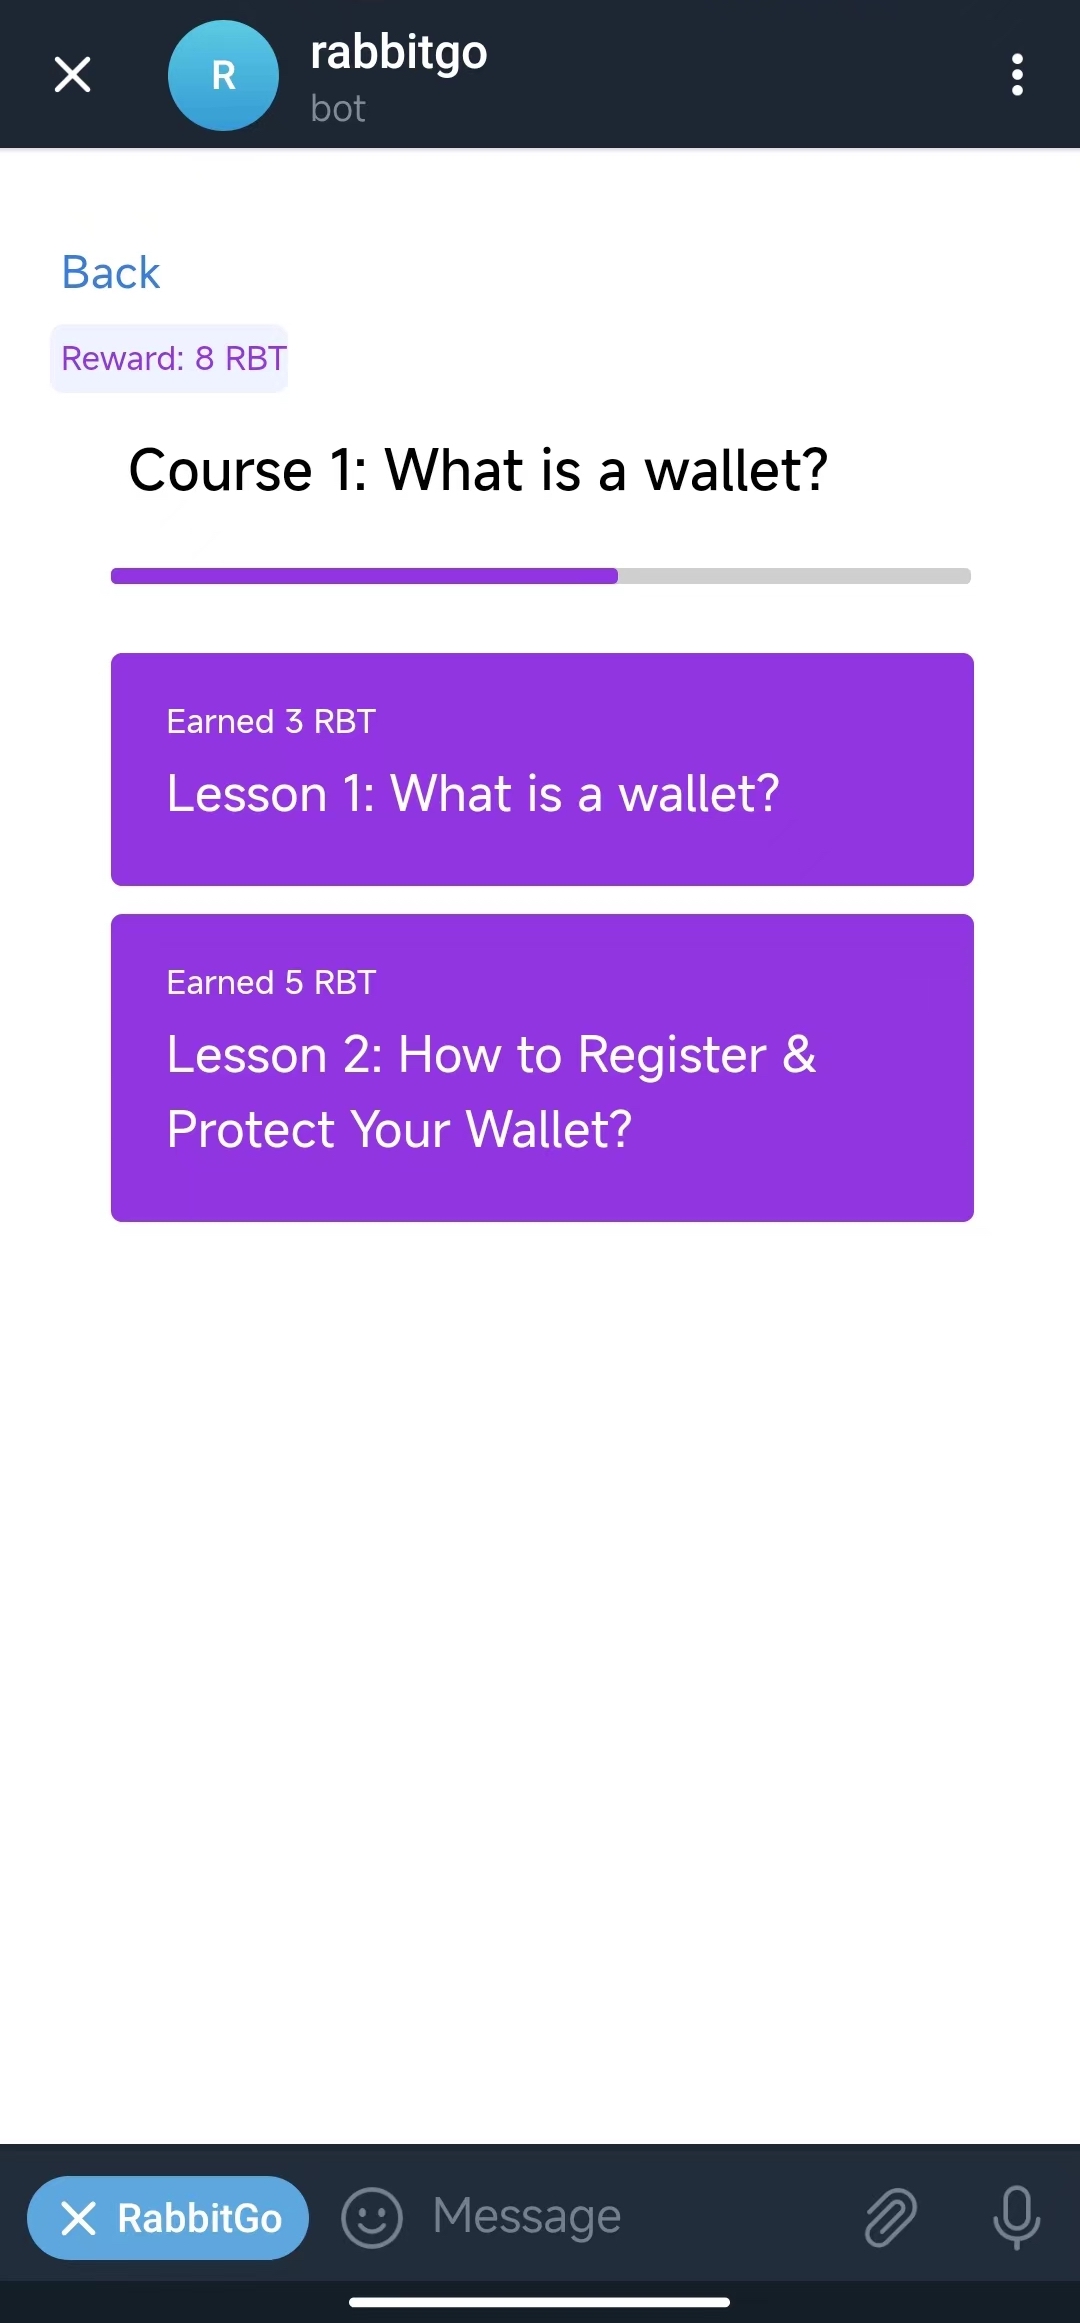 R
rabbitgo
bot
Back
Reward: 8 RBT
Course 1: What is a wallet?
Earned 3 RBT
Lesson 1: What is a wallet?
Earned 5 RBT
Lesson 2: How to Register &
Protect Your Wallet?
RabbitGo
Message